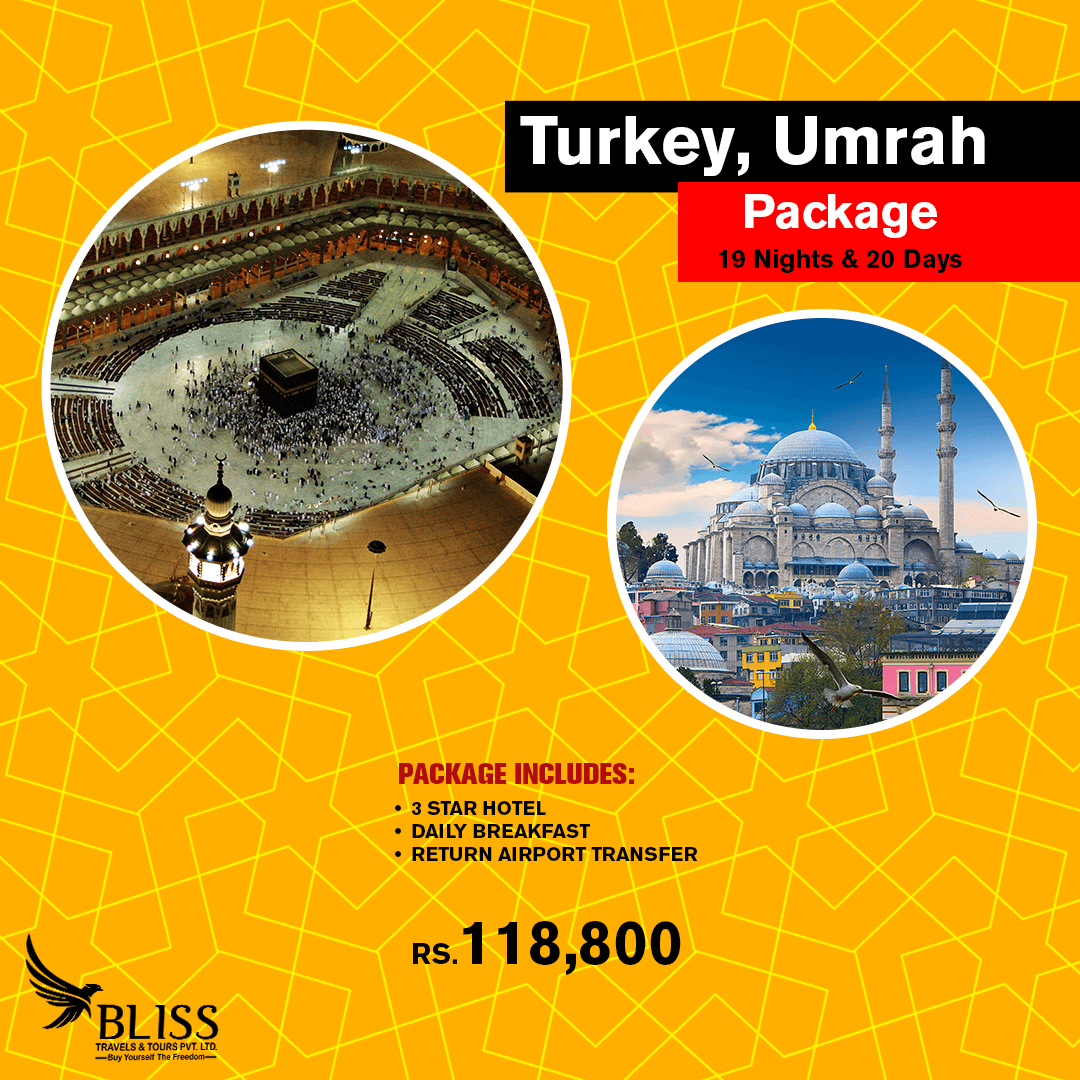 Turkey, Umrah
Package
19 Nights & 20 Days
PACKAGE INCLUDES:
• 3 STAR HOTEL
• DAILY BREAKFAST
• RETURN AIRPORT TRANSFER
RS.118,800
BLISS
TRAVELS & TOURS PVT. LTD.
Buy Yourself The Freedom